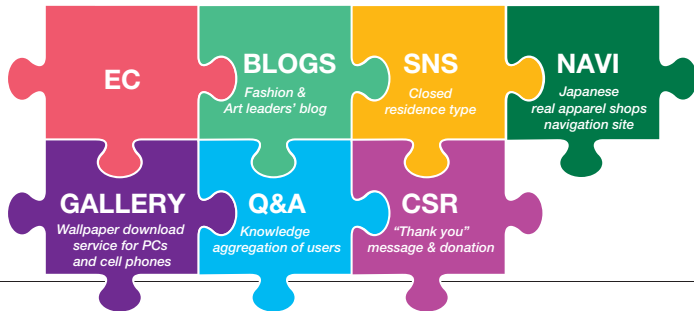 EC
BLOGS
Fashion &
Art leaders' blog
SNS
Closed
residence type
NAVI
Japanese
real apparel shops
navigation site
GALLERY
Wallpaper download
service for PCs
and cell phones
Q&A
Knowledge
aggregation of users
CSR
“Thank you”
message & donation